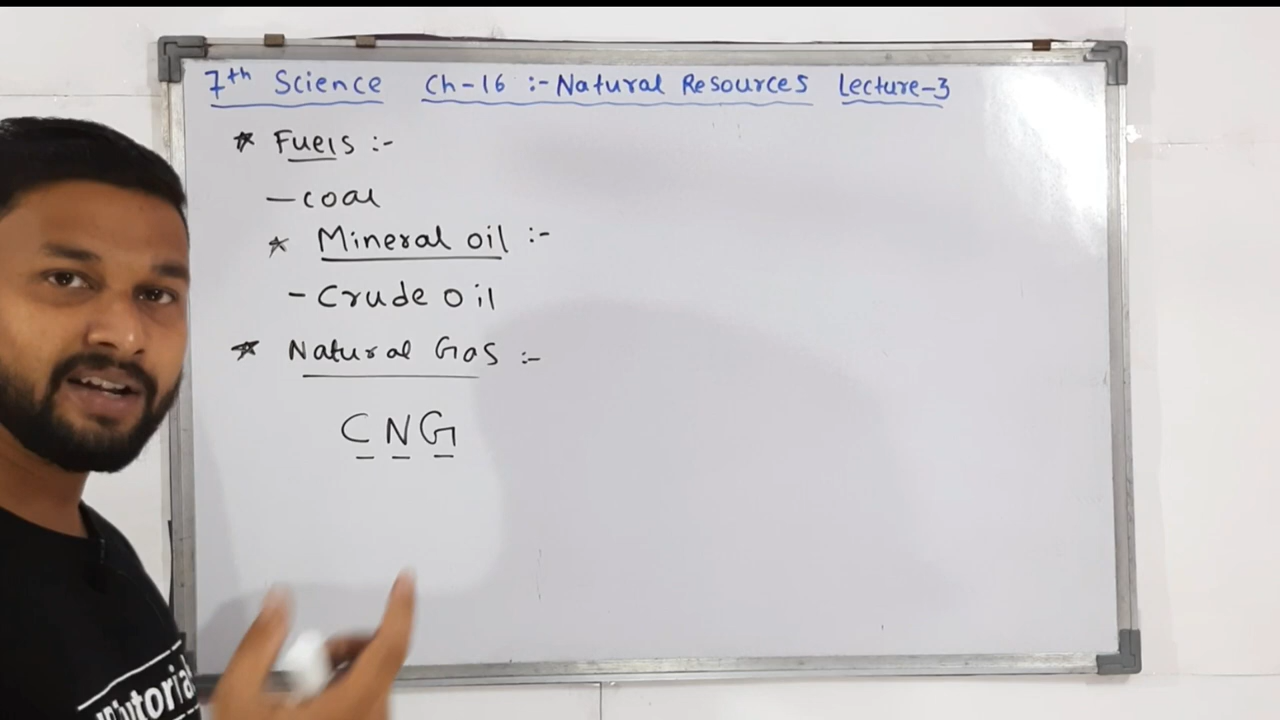 7th Science Ch-16 :- Natural Resources Lecture-3
* Fuels :-
- coal
* Mineral oil :-
- Crude oil
* Natural Gas :-
CNG